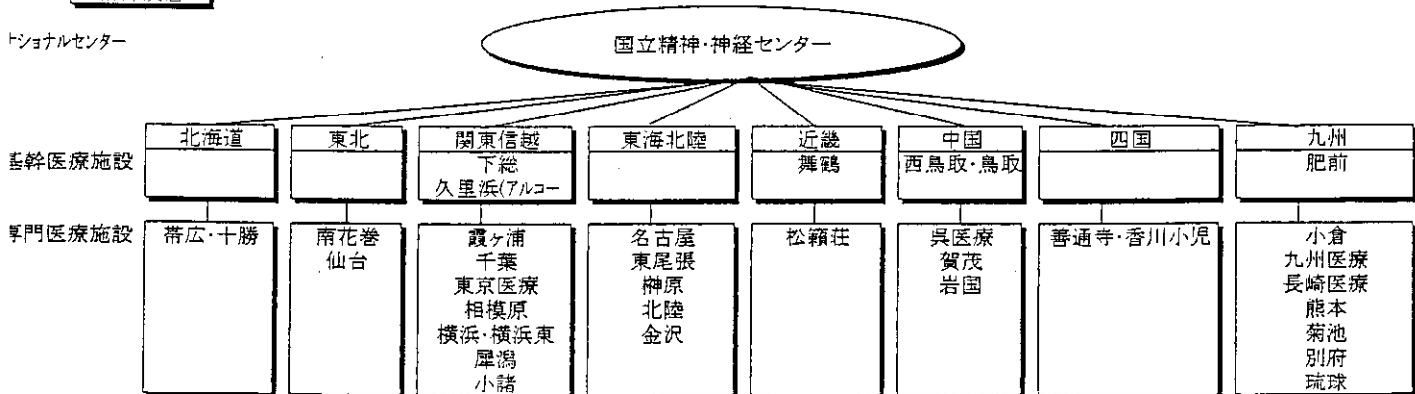 トショナルセンター
国立精神・神経センター
北海道
東北
関東信越
東海北陸
近畿
中国
四国
九州
基幹医療施設
下総
久里浜(アルコー
舞鶴
西鳥取・鳥取
肥前
専門医療施設
帯広・十勝
南花巻
仙台
霞ヶ浦
千葉
東京医療
相模原
横浜・横浜東
犀潟
小諸
名古屋
東尾張
榊原
北陸
金沢
松籟荘
呉医療
賀茂
岩国
善通寺・香川小児
小倉
九州医療
長崎医療
熊本
菊池
別府
琉球